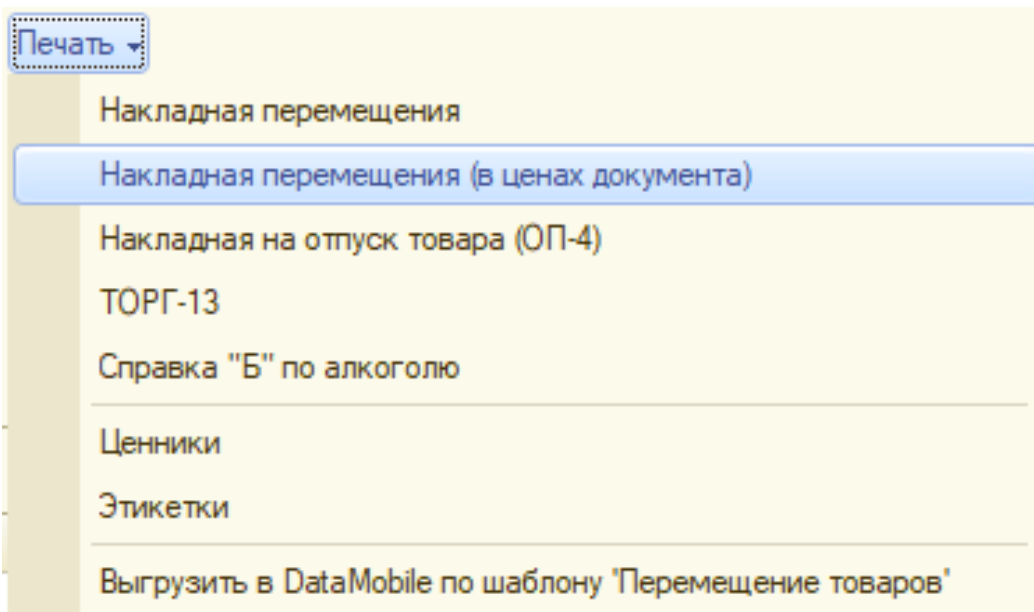 Печать
Накладная перемещения
Накладная перемещения (в ценах документа)
Накладная на отпуск товара (ОП-4)
ТОРГ-13
Справка "Б" по алкоголю
Ценники
Этикетки
Выгрузить в DataMobile по шаблону 'Перемещение товаров'